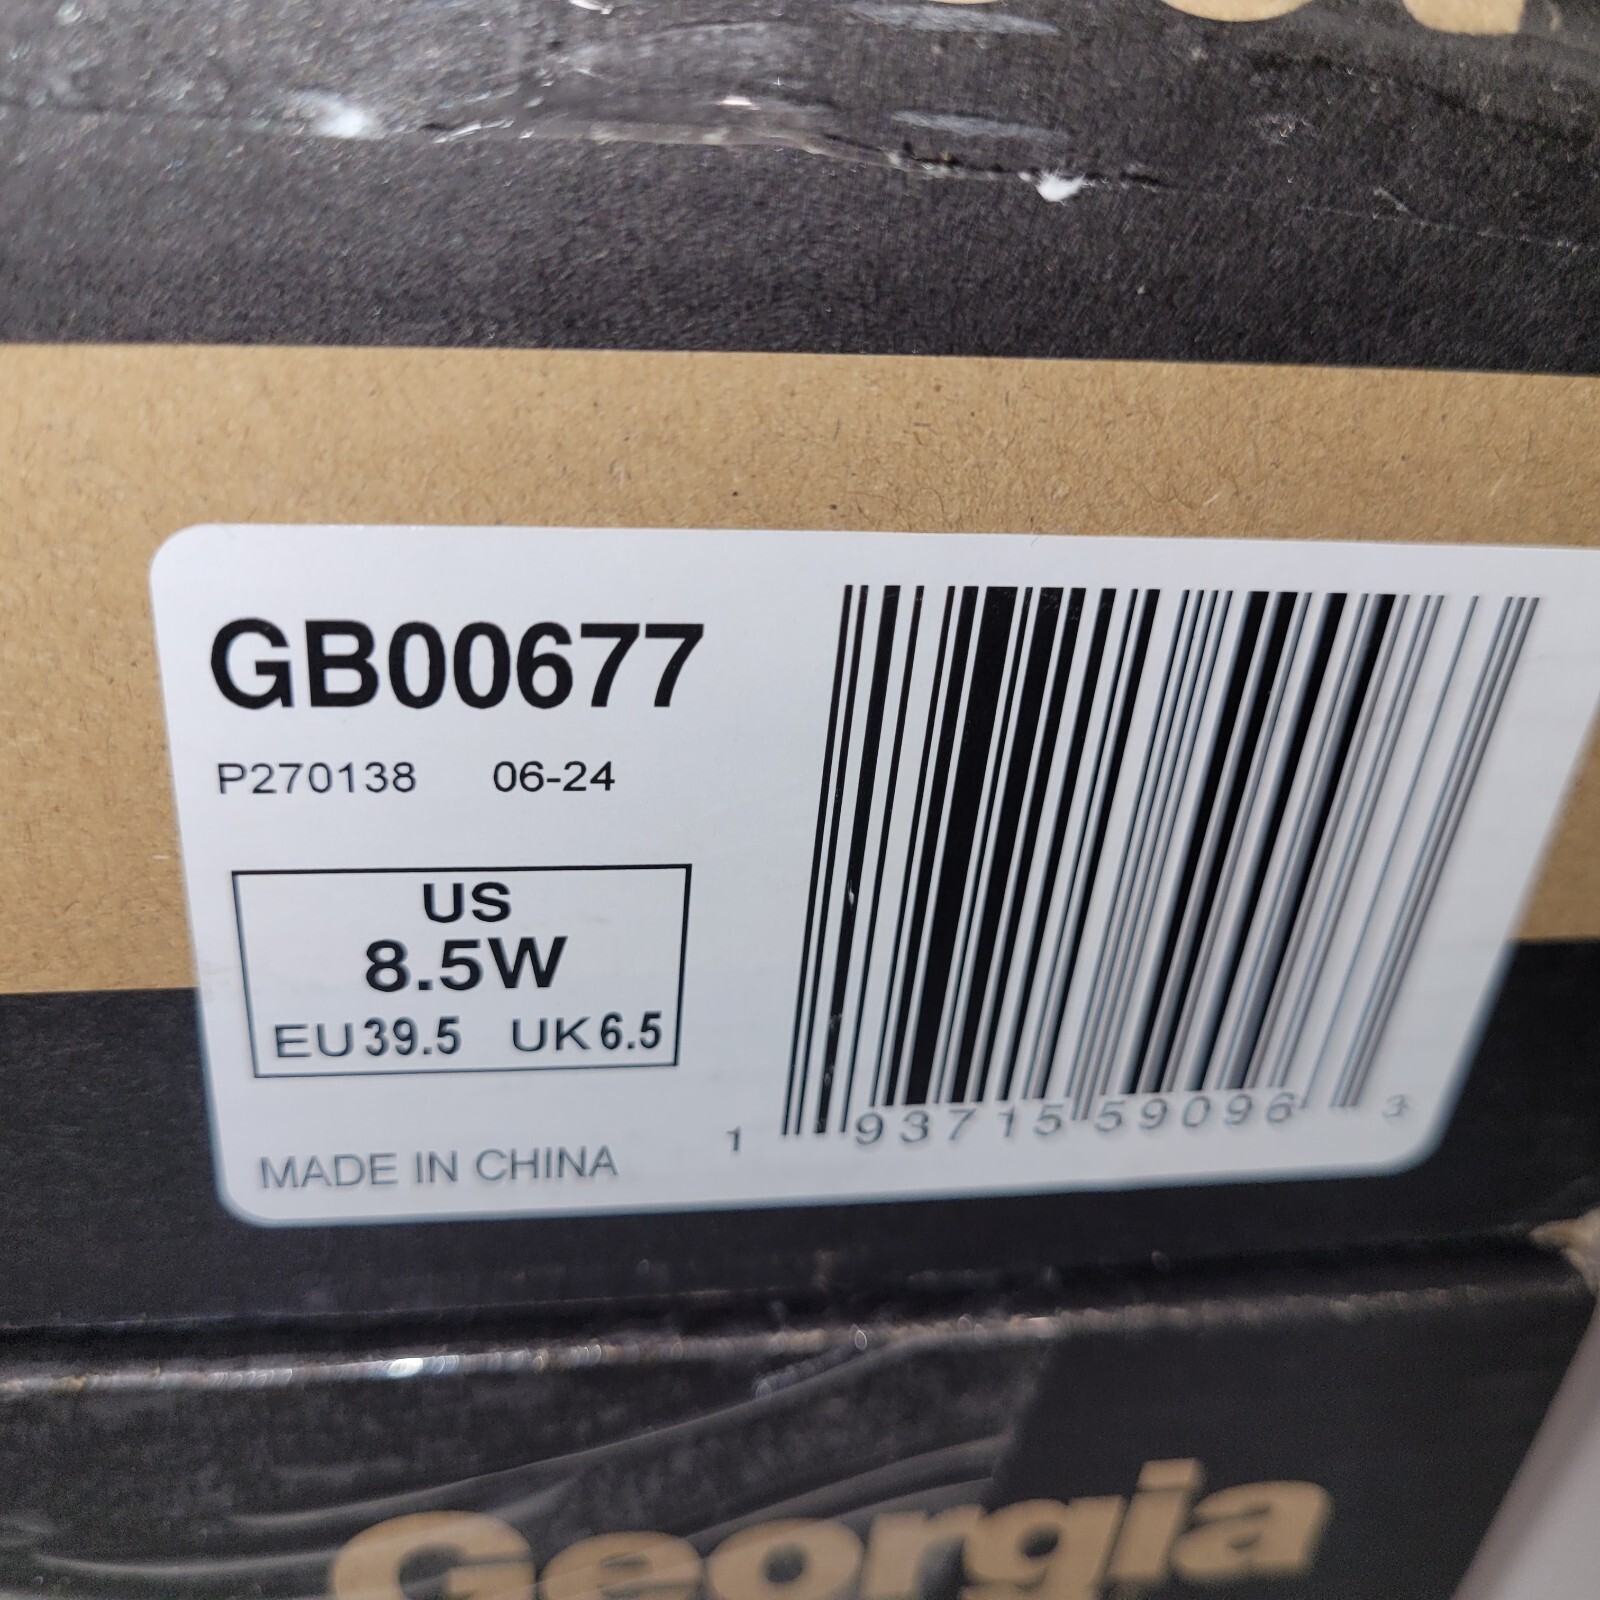 GB00677
P270138 06-24
US
8.5W
EU 39.5 UK 6.5
MADE IN CHINA
1 93715 59096 3
Georgia